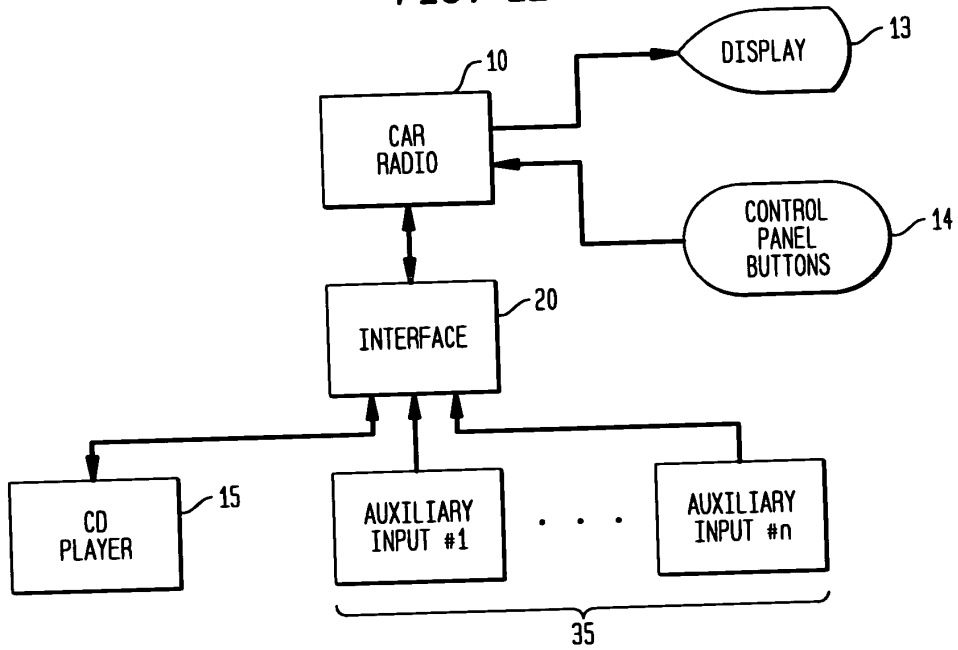 DISPLAY
13
10
CAR
RADIO
CONTROL
PANEL
BUTTONS
14
20
INTERFACE
15
CD
PLAYER
AUXILIARY
INPUT #1
. . .
AUXILIARY
INPUT #n
35